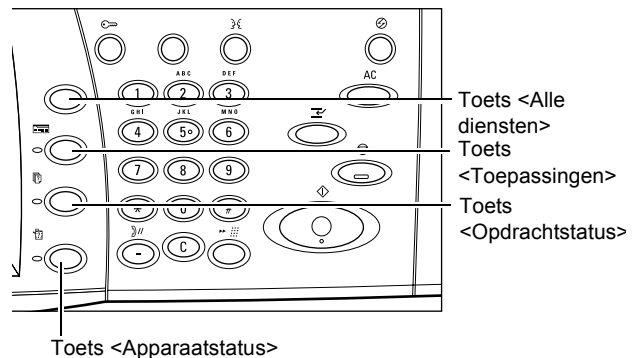 AC
ABC
DEF
1
2
3
GHI
JKL
MNO
4
5
6
7
8
9
*
0
#
-
C
Toets <Alle
diensten>
Toets
<Toepassingen>
Toets
<Opdrachtstatus>
Toets <Apparaatstatus>